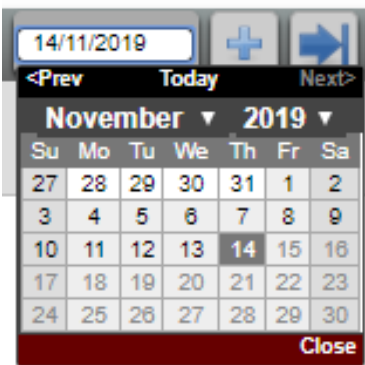 14/11/2019
<Prev Today Next>
November ▼ 2019 ▼
Su Mo Tu We Th Fr Sa
27 28 29 30 31 1 2
3 4 5 6 7 8 9
10 11 12 13 14 15 16
17 18 19 20 21 22 23
24 25 26 27 28 29 30
Close